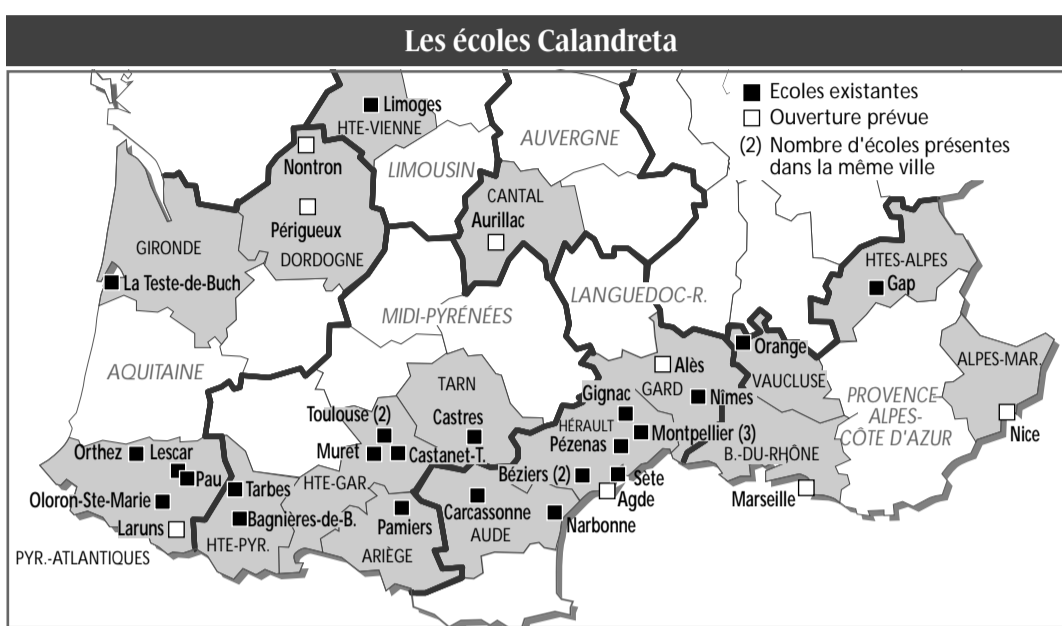 Les écoles Calandreta
Ecoles existantes
Ouverture prévue
(2) Nombre d'écoles présentes
dans la même ville
Limoges
HTE-VIENNE
LIMOUSIN
AUVERGNE
Nontron
CANTAL
Aurillac
Périgueux
DORDOGNE
GIRONDE
La Teste-de-Buch
HTES-ALPES
Gap
LANGUEDOC-R.
MIDI-PYRÉNÉES
AQUITAINE
Orange
VAUCLUSE
ALPES-MAR.
Alès
GARD
Nîmes
PROVENCE
ALPES-
CÔTE D'AZUR
Nice
TARN
Castres
Toulouse (2)
Muret
Castanet-T.
Gignac
HÉRAULT
Montpellier (3)
Pézenas
B.-DU-RHÔNE
Marseille
Orthez
Lescar
Pau
Oloron-Ste-Marie
Laruns
PYR.-ATLANTIQUES
Tarbes
Bagnières-de-B.
HTE-PYR.
HTE-GAR.
Pamiers
ARIÈGE
Béziers (2)
Sète
Agde
Carcassonne
AUDE
Narbonne